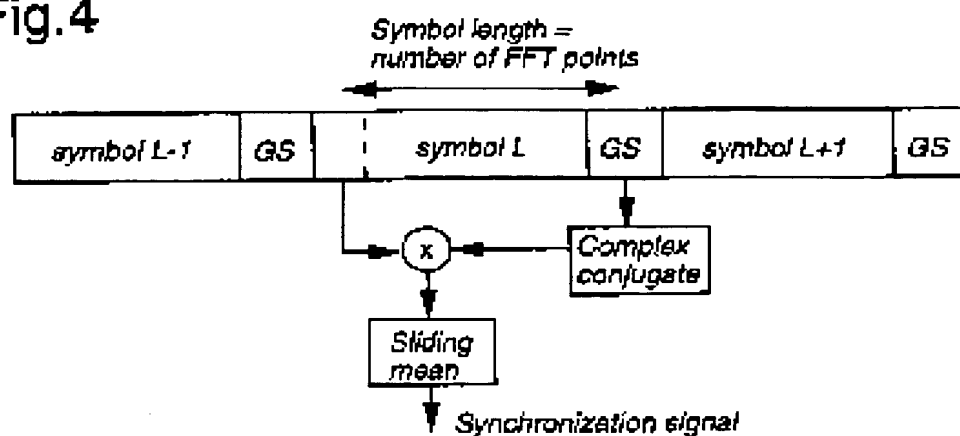 Fig.4
Symbol length =
number of FFT points
symbol L-1 GS symbol L GS symbol L+1 GS
x
Complex
conjugate
Sliding
mean
Synchronization signal